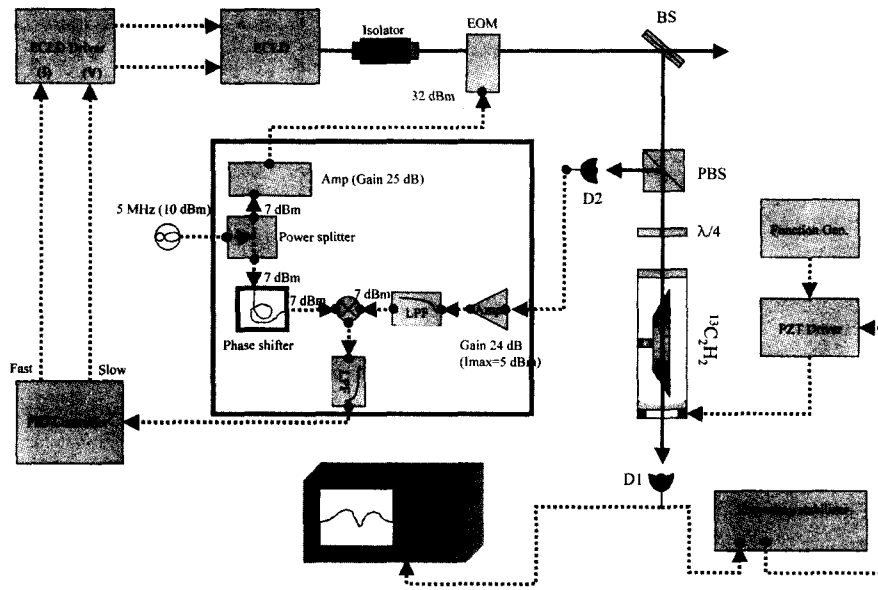 Isolator
EOM
BS
ECLD Driver
(I)
(V)
ECLD
32 dBm
PBS
D2
Amp (Gain 25 dB)
5 MHz (10 dBm)
7 dBm
Power splitter
λ/4
Function Gen.
7 dBm
7 dBm
7 dBm
LPF
Amp
PZT Driver
Phase shifter
Gain 24 dB
(Imax=5 dBm)
¹³C₂H₂
Fast
Slow
LPF
D1